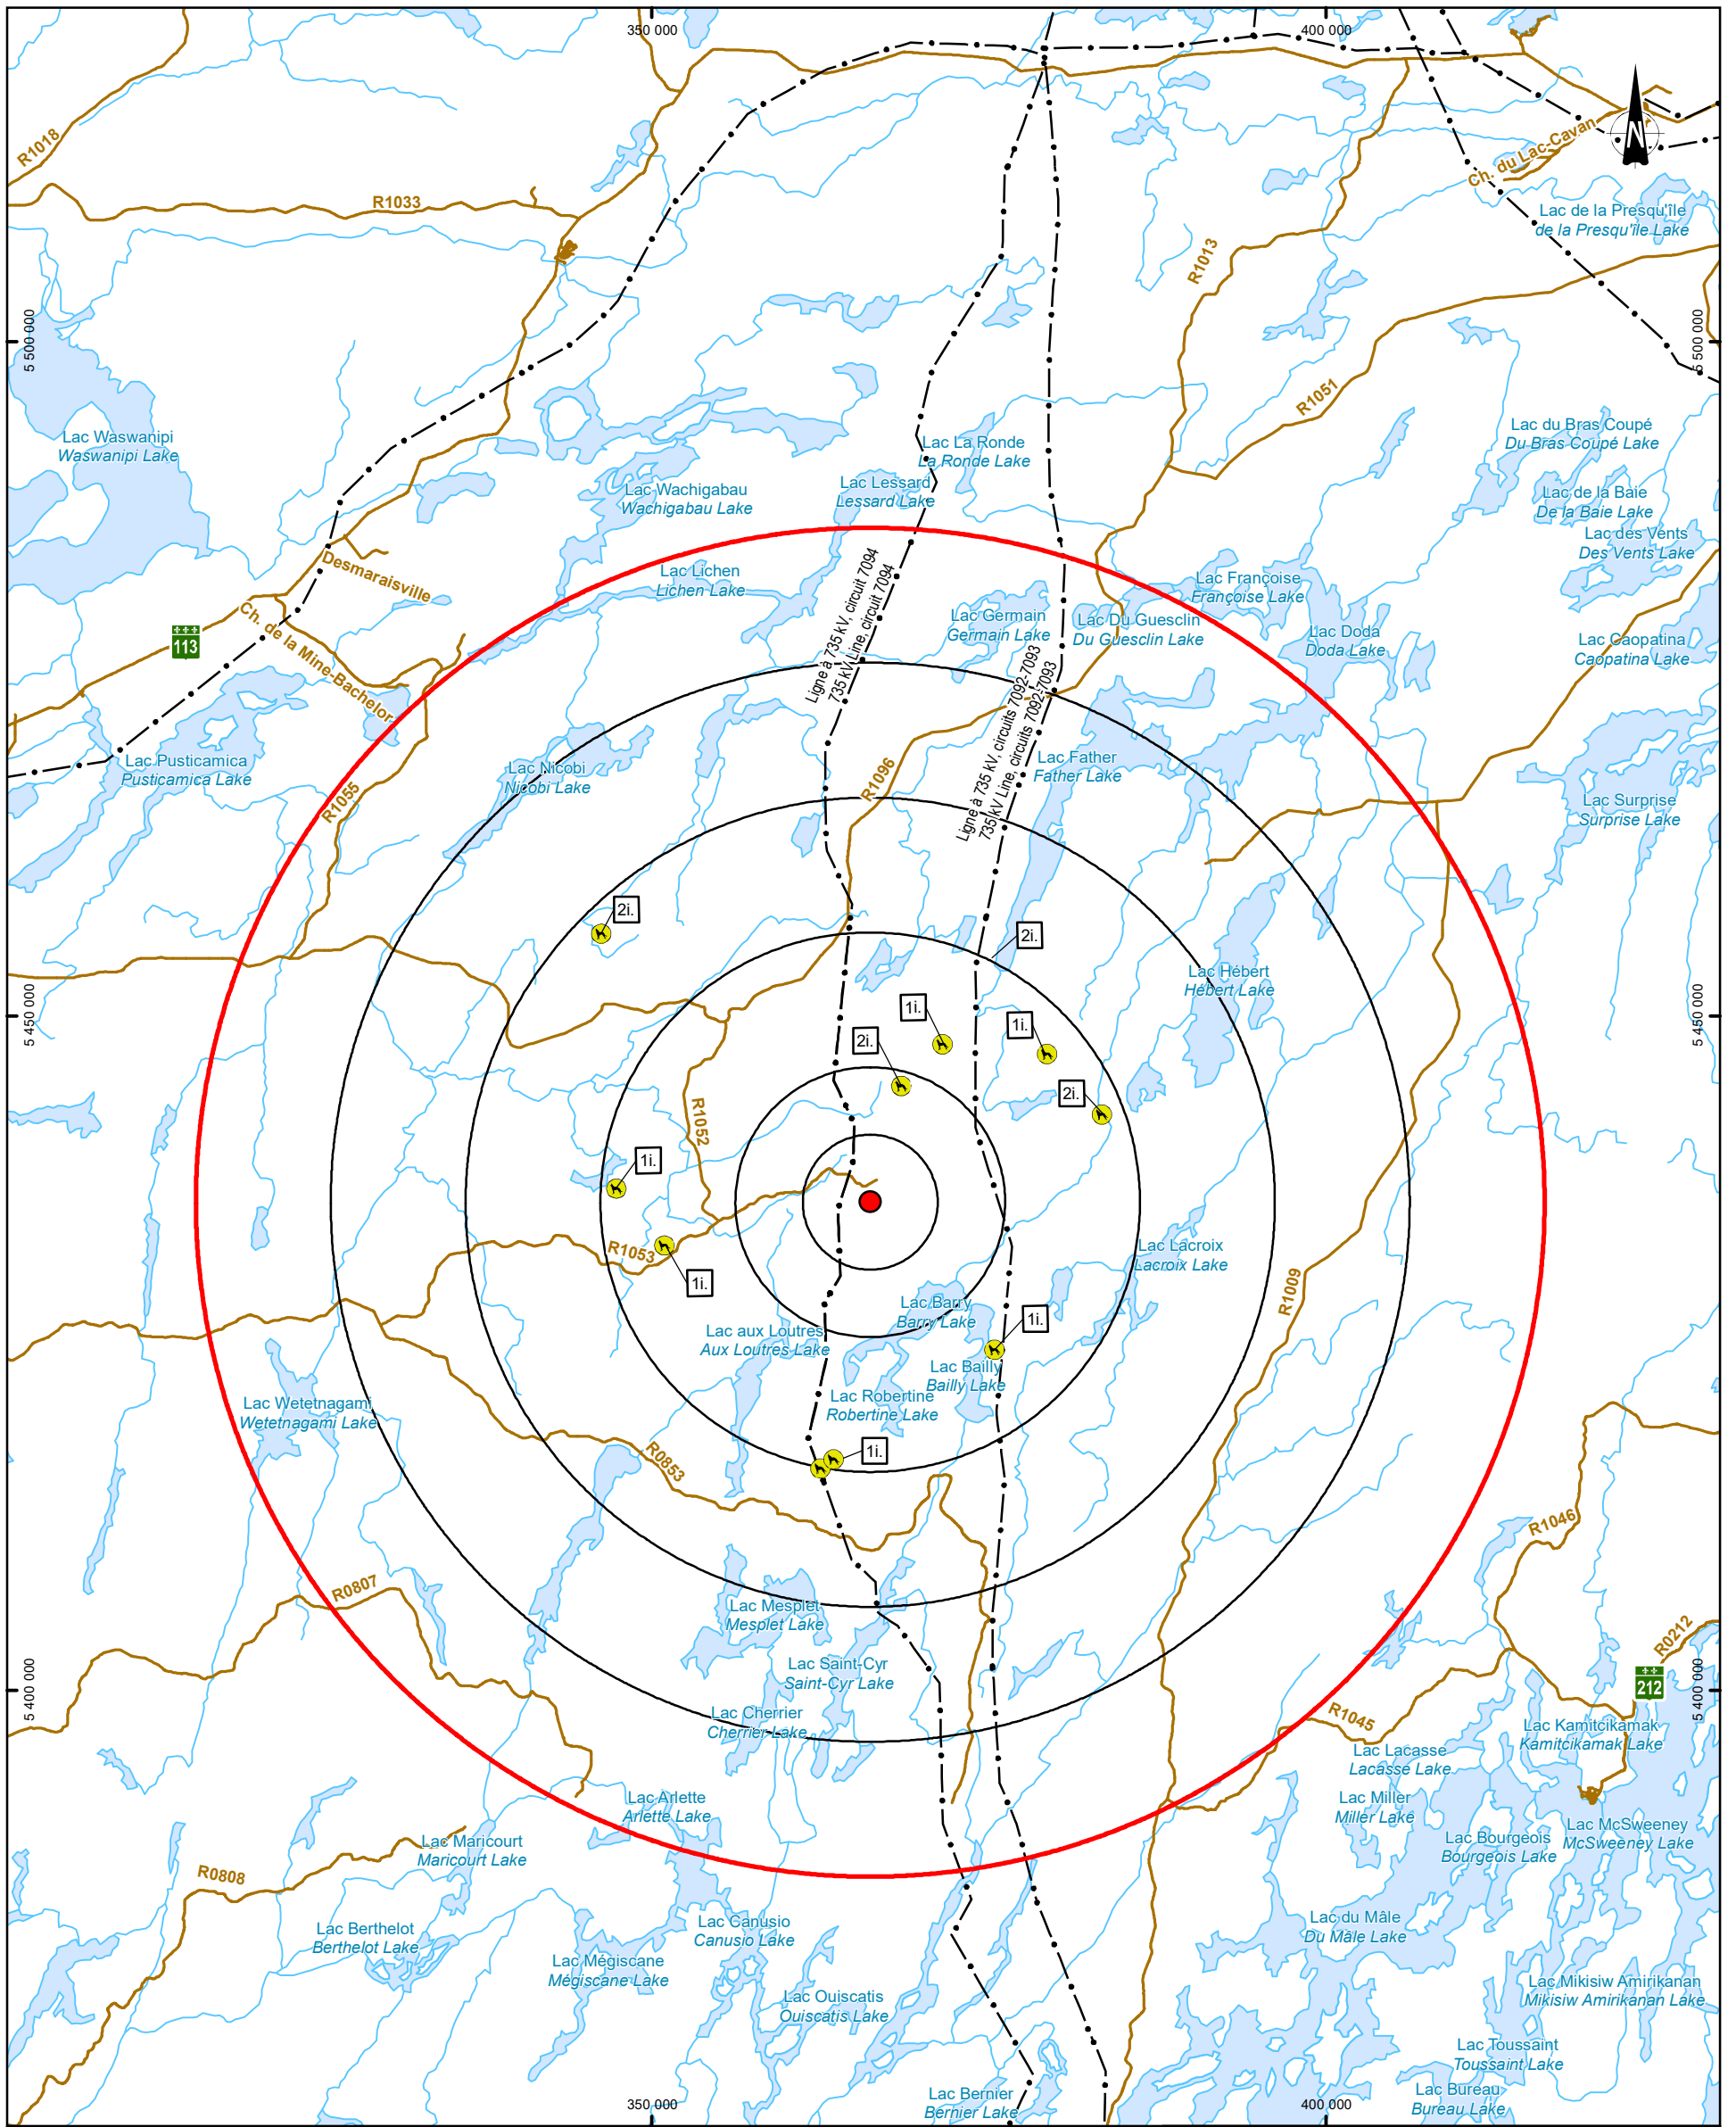 350 000
400 000
R1018
Ch. du Lac-Cavan
N
R1033
Lac de la Presqu'île
de la Presqu'île Lake
R1013
5 500 000
5 500 000
R1051
Lac Waswanipi
Waswanipi Lake
Lac La Ronde
La Ronde Lake
Lac du Bras Coupé
Du Bras Coupé Lake
Lac Wachigabau
Wachigabau Lake
Lac Lessard
Lessard Lake
Lac de la Baie
De la Baie Lake
Lac des Vents
Des Vents Lake
Desmaraisville
Lac Lichen
Lichen Lake
Ligne à 735 kV, circuit 7094
735 kV Line, circuit 7094
Lac Françoise
Françoise Lake
Ch. de la Mine-Bachelor
113
Lac Germain
Germain Lake
Lac Du Guesclin
Du Guesclin Lake
Lac Doda
Doda Lake
Lac Caopatina
Caopatina Lake
Ligne à 735 kV, circuits 7092-7093
735 kV Line, circuits 7092-7093
Lac Pusticamica
Pusticamica Lake
Lac Nicobi
Nicobi Lake
R1096
Lac Father
Father Lake
R1055
Lac Surprise
Surprise Lake
2i.
2i.
Lac Hébert
Hébert Lake
5 450 000
5 450 000
1i.
1i.
2i.
2i.
R1052
1i.
R1053
1i.
Lac Lacroix
Lacroix Lake
R1009
Lac Barry
Barry Lake
1i.
Lac aux Loutres
Aux Loutres Lake
Lac Bailly
Bailly Lake
Lac Robertine
Robertine Lake
Lac Wetetnagami
Wetetnagami Lake
1i.
R0853
R1046
R0807
Lac Mesplet
Mesplet Lake
R0212
212
Lac Saint-Cyr
Saint-Cyr Lake
5 400 000
5 400 000
Lac Cherrier
Cherrier Lake
R1045
Lac Kamitcikamak
Kamitcikamak Lake
Lac Lacasse
Lacasse Lake
Lac Arlette
Arlette Lake
Lac Miller
Miller Lake
Lac McSweeney
McSweeney Lake
Lac Maricourt
Maricourt Lake
Lac Bourgeois
Bourgeois Lake
R0808
Lac Berthelot
Berthelot Lake
Lac Canusio
Canusio Lake
Lac du Mâle
Du Mâle Lake
Lac Mégiscane
Mégiscane Lake
Lac Mikisiw Amirikanan
Mikisiw Amirikanan Lake
Lac Ouiscatis
Ouiscatis Lake
Lac Toussaint
Toussaint Lake
Lac Bernier
Bernier Lake
Lac Bureau
Bureau Lake
350 000
400 000